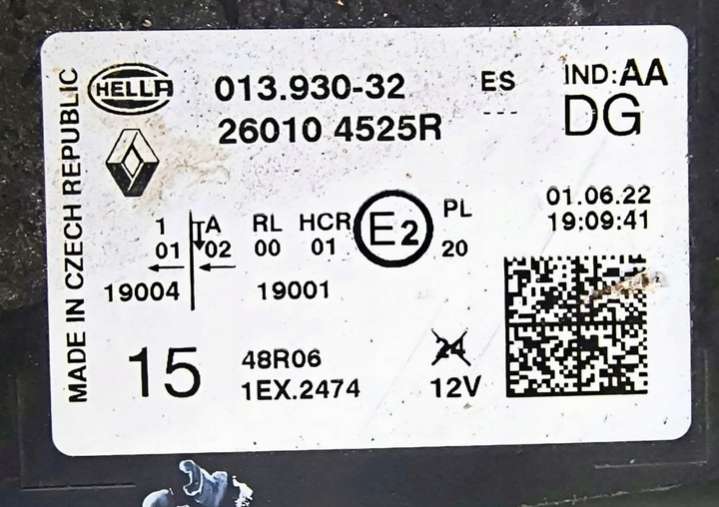 MADE IN CZECH REPUBLIC
HELLA 013.930-32 ES IND:AA
26010 4525R --- DG
01.06.22
19:09:41
1 A RL HCR E2 PL
01 02 00 01 20
19004 19001
15 48R06 24
1EX.2474 12V